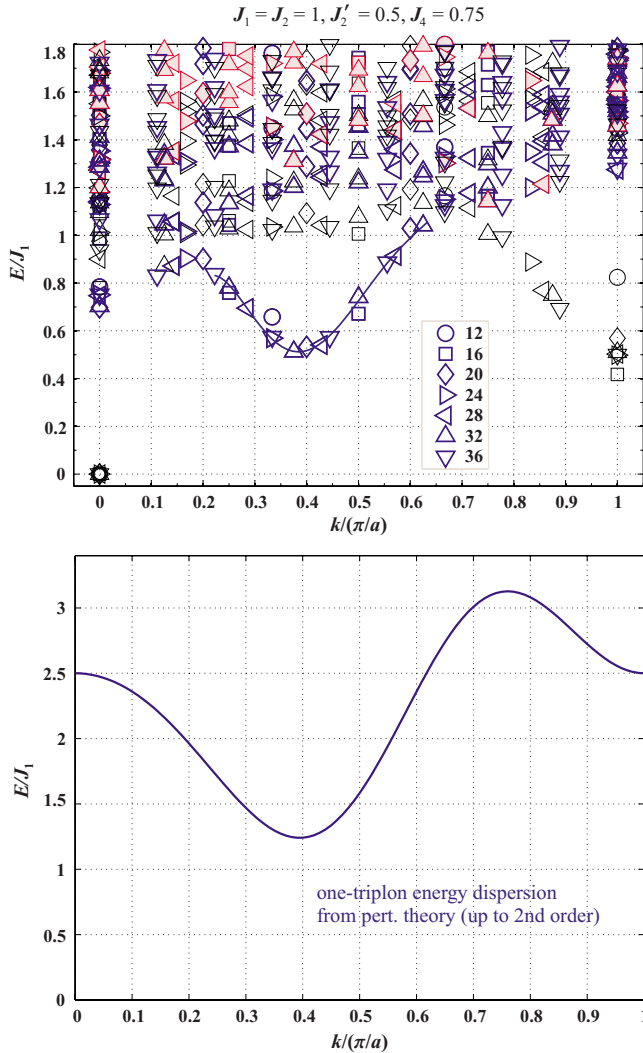 J₁ = J₂ = 1, J₂′ = 0.5, J₄ = 0.75
E/J₁
1.8
1.6
1.4
1.2
1
0.8
0.6
0.4
0.2
0
12
16
20
24
28
32
36
0 0.1 0.2 0.3 0.4 0.5 0.6 0.7 0.8 0.9 1
k/(π/a)
E/J₁
3
2.5
2
1.5
1
0.5
0
one-triplon energy dispersion
from pert. theory (up to 2nd order)
0 0.1 0.2 0.3 0.4 0.5 0.6 0.7 0.8 0.9 1
k/(π/a)